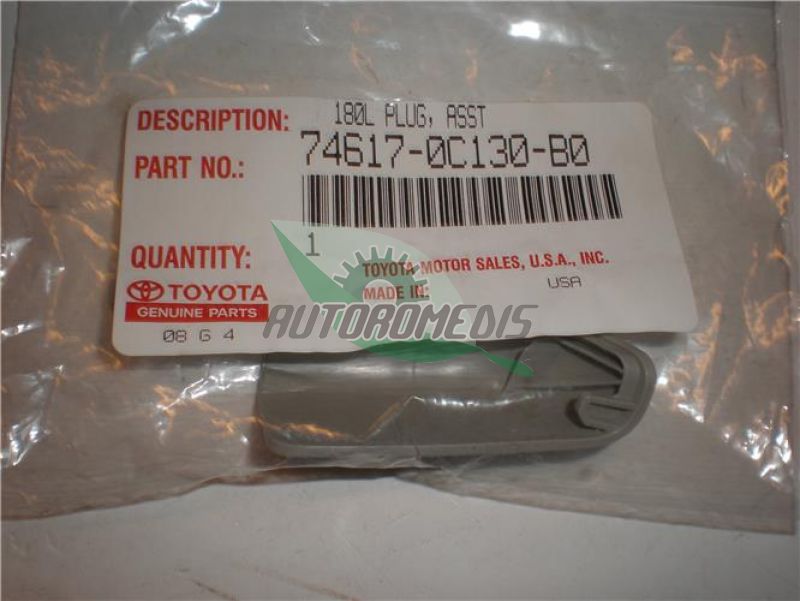 DESCRIPTION: 180L PLUG, ASST
PART NO.: 74617-0C130-B0
QUANTITY: 1
TOYOTA MOTOR SALES, U.S.A., INC.
MADE IN: USA
TOYOTA
GENUINE PARTS
08 G 4
AUTOROMEDIS